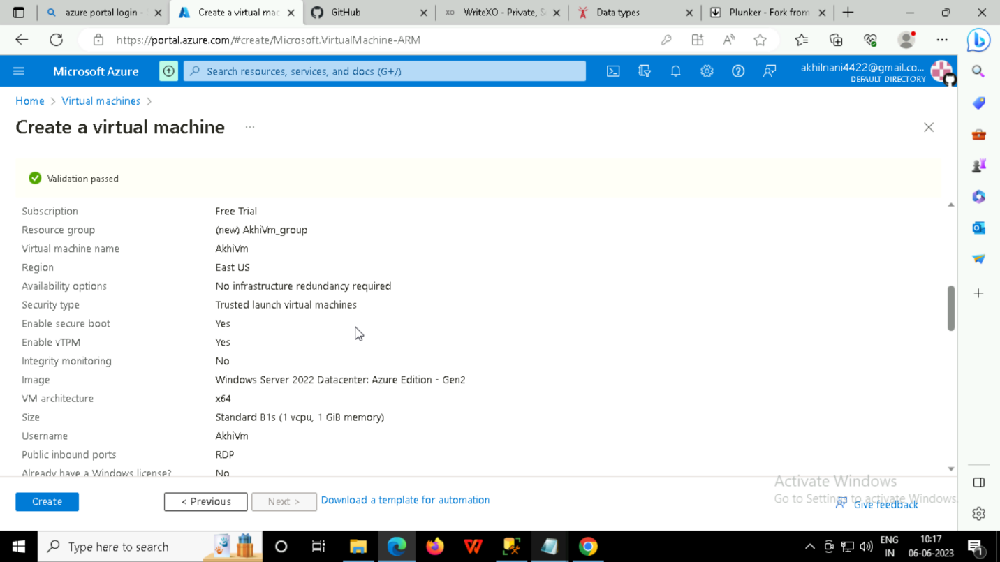 azure portal login -
Create a virtual mac
GitHub
XO WriteXO - Private, S
Data types
Plunker - Fork from
https://portal.azure.com/#create/Microsoft.VirtualMachine-ARM
Microsoft Azure
Search resources, services, and docs (G+/)
akhilnani4422@gmail.co...
DEFAULT DIRECTORY
Home > Virtual machines >
Create a virtual machine ...
Validation passed
Subscription Free Trial
Resource group (new) AkhiVm_group
Virtual machine name AkhiVm
Region East US
Availability options No infrastructure redundancy required
Security type Trusted launch virtual machines
Enable secure boot Yes
Enable vTPM Yes
Integrity monitoring No
Image Windows Server 2022 Datacenter: Azure Edition - Gen2
VM architecture x64
Size Standard B1s (1 vcpu, 1 GiB memory)
Username AkhiVm
Public inbound ports RDP
Already have a Windows license? No
Activate Windows
Go to Settings to activate Windows.
Create
< Previous
Next >
Download a template for automation
Give feedback
Type here to search
ENG
IN
10:17
06-06-2023
1